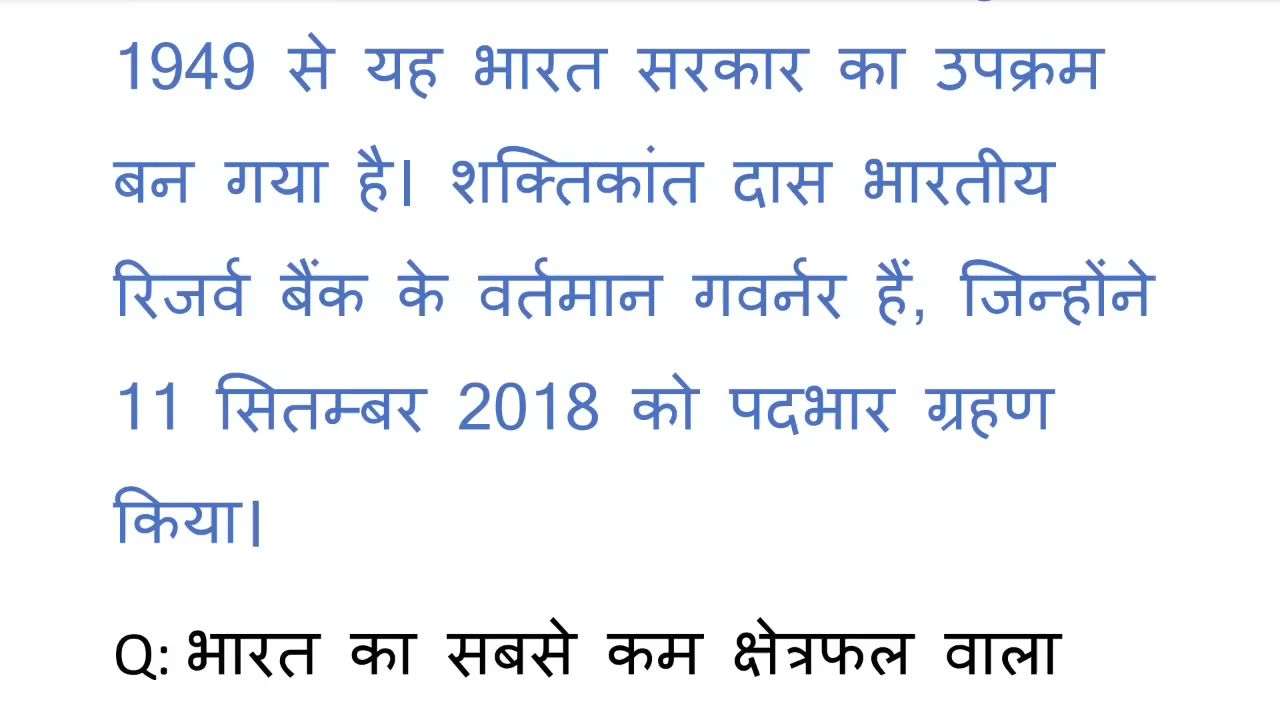 1949 से यह भारत सरकार का उपक्रम
बन गया है। शक्तिकांत दास भारतीय
रिजर्व बैंक के वर्तमान गवर्नर हैं, जिन्होंने
11 सितम्बर 2018 को पदभार ग्रहण
किया।
Q: भारत का सबसे कम क्षेत्रफल वाला